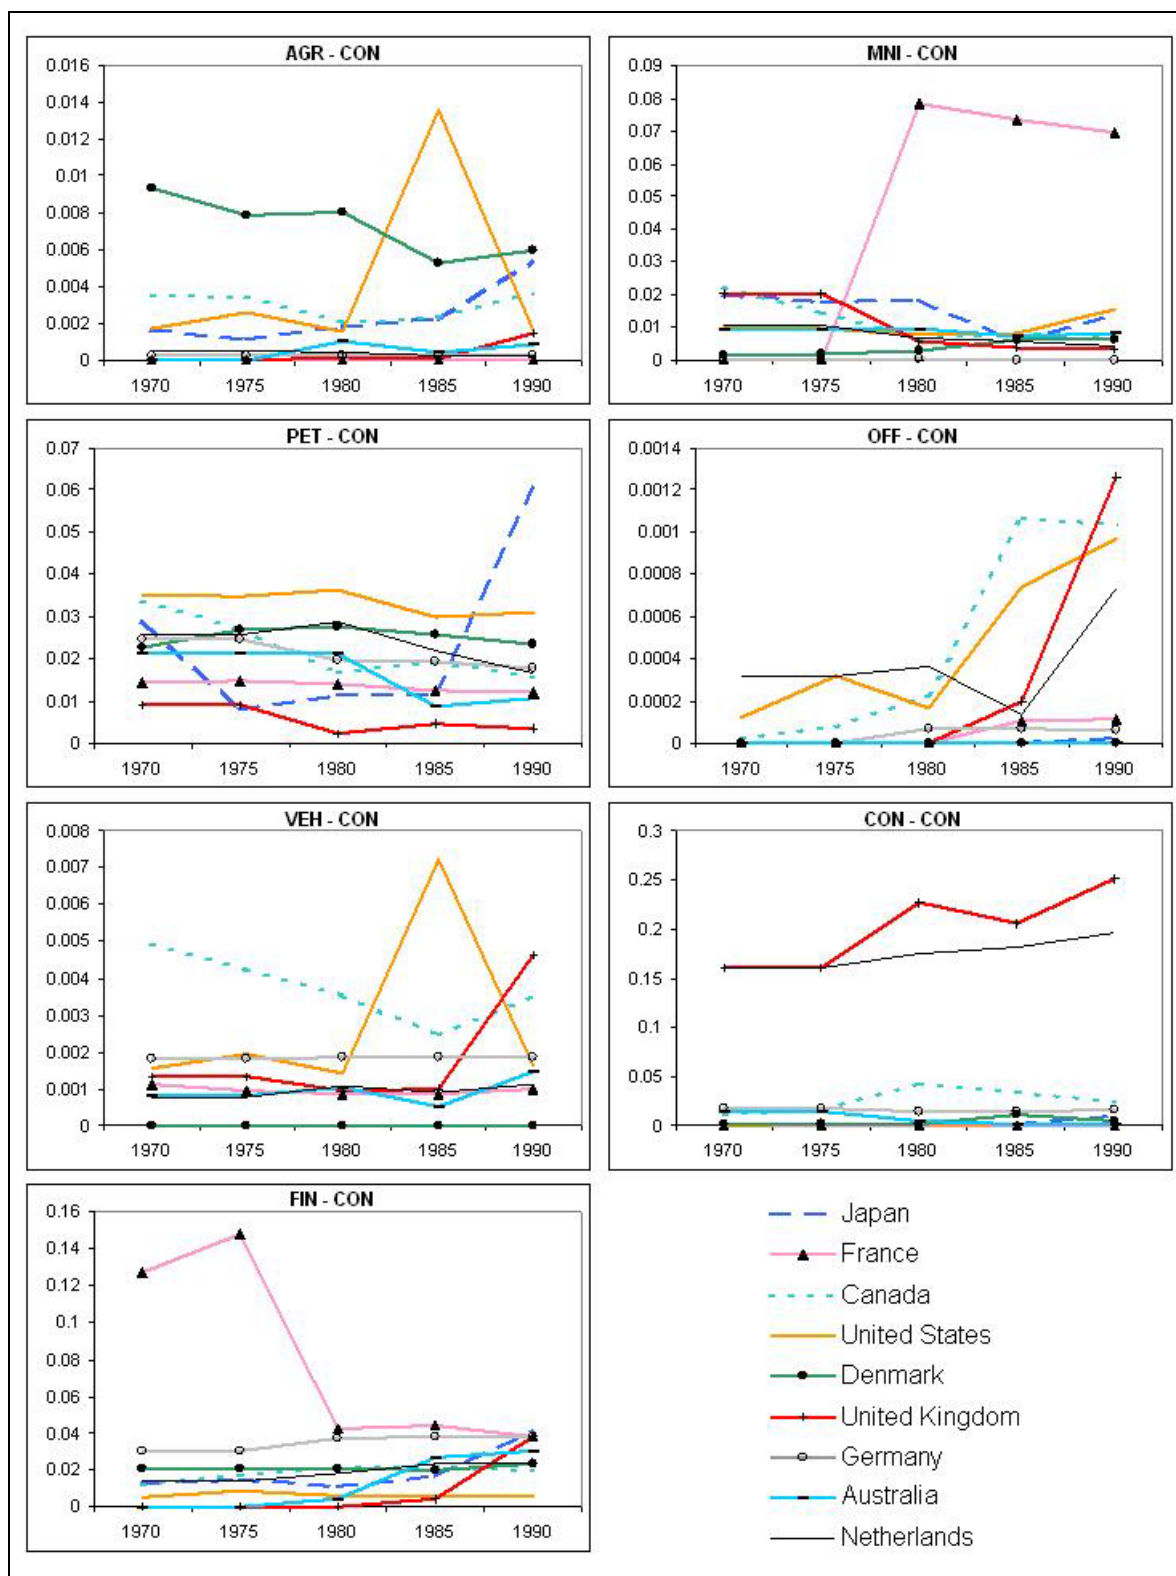 AGR - CON
0.016
0.014
0.012
0.01
0.008
0.006
0.004
0.002
0
1970 1975 1980 1985 1990
MNI - CON
0.09
0.08
0.07
0.06
0.05
0.04
0.03
0.02
0.01
0
1970 1975 1980 1985 1990
PET - CON
0.07
0.06
0.05
0.04
0.03
0.02
0.01
0
1970 1975 1980 1985 1990
OFF - CON
0.0014
0.0012
0.001
0.0008
0.0006
0.0004
0.0002
0
1970 1975 1980 1985 1990
VEH - CON
0.008
0.007
0.006
0.005
0.004
0.003
0.002
0.001
0
1970 1975 1980 1985 1990
CON - CON
0.3
0.25
0.2
0.15
0.1
0.05
0
1970 1975 1980 1985 1990
FIN - CON
0.16
0.14
0.12
0.1
0.08
0.06
0.04
0.02
0
1970 1975 1980 1985 1990
Japan
France
Canada
United States
Denmark
United Kingdom
Germany
Australia
Netherlands